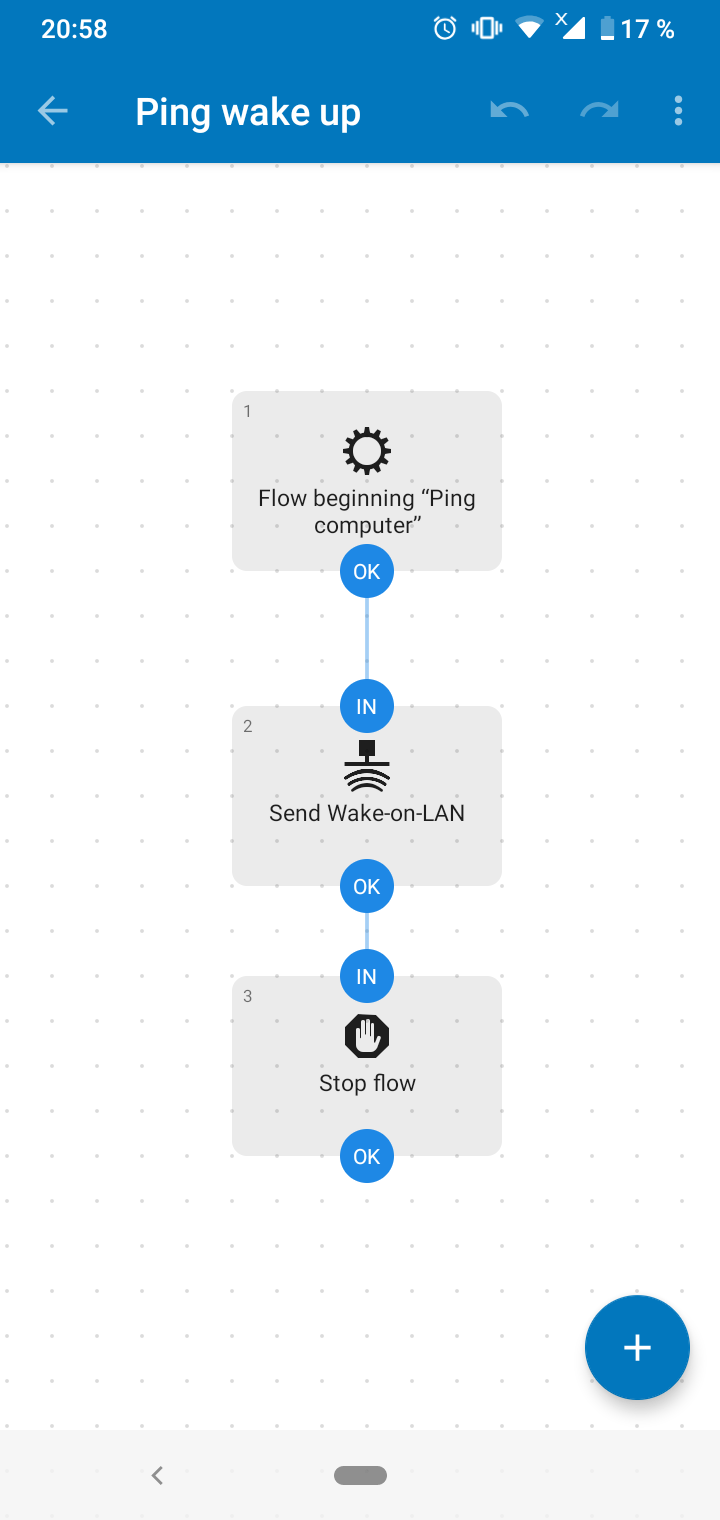 20:58
X
17 %
Ping wake up
1
Flow beginning “Ping
computer”
OK
IN
2
Send Wake-on-LAN
OK
IN
3
Stop flow
OK